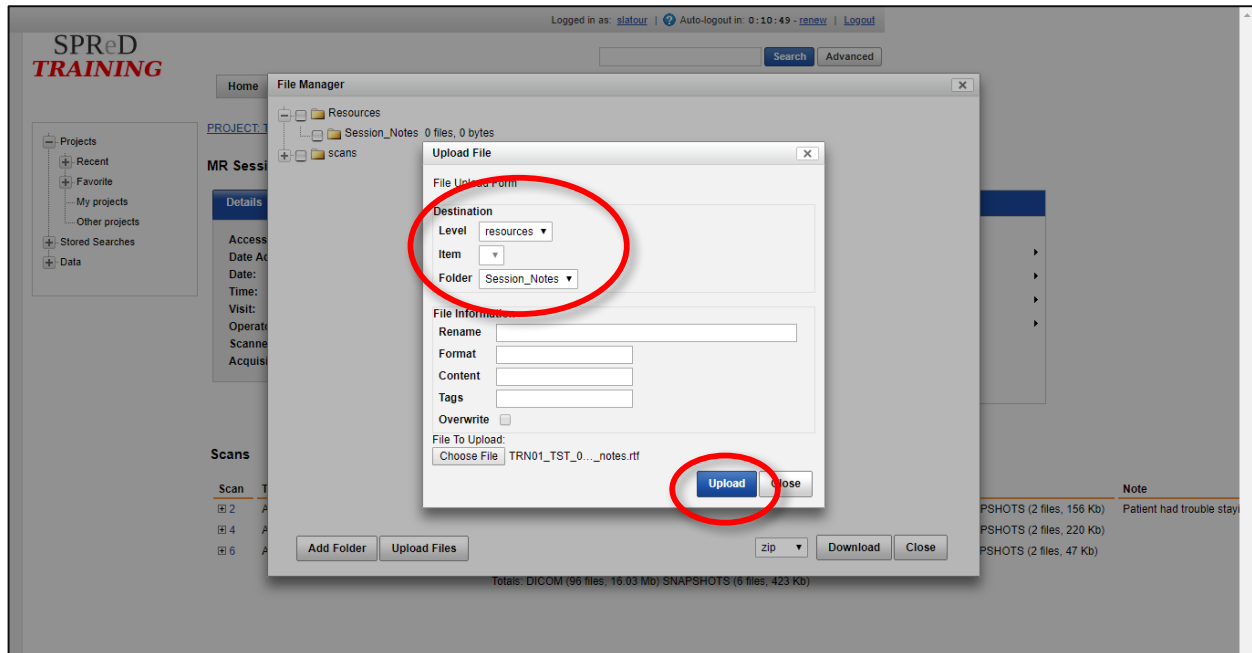 Logged in as: slatour | Auto-logout in: 0:10:49 - renew | Logout
SPReD
TRAINING
Search Advanced
Home
File Manager
Resources
Session_Notes 0 files, 0 bytes
scans
Projects
Recent
Favorite
My projects
Other projects
Stored Searches
Data
PROJECT: T
MR Sessi
Details
Access
Date Ac
Date:
Time:
Visit:
Operato
Scanne
Acquisi
Upload File
File Upload Form
Destination
Level resources
Item
Folder Session_Notes
File Information
Rename
Format
Content
Tags
Overwrite
File To Upload:
Choose File TRN01_TST_0..._notes.rtf
Upload Close
Add Folder Upload Files zip Download Close
Scans
Scan T Note
2 A PSHOTS (2 files, 156 Kb) Patient had trouble stayi
4 A PSHOTS (2 files, 220 Kb)
6 A PSHOTS (2 files, 47 Kb)
Totals: DICOM (96 files, 16.03 Mb) SNAPSHOTS (6 files, 423 Kb)